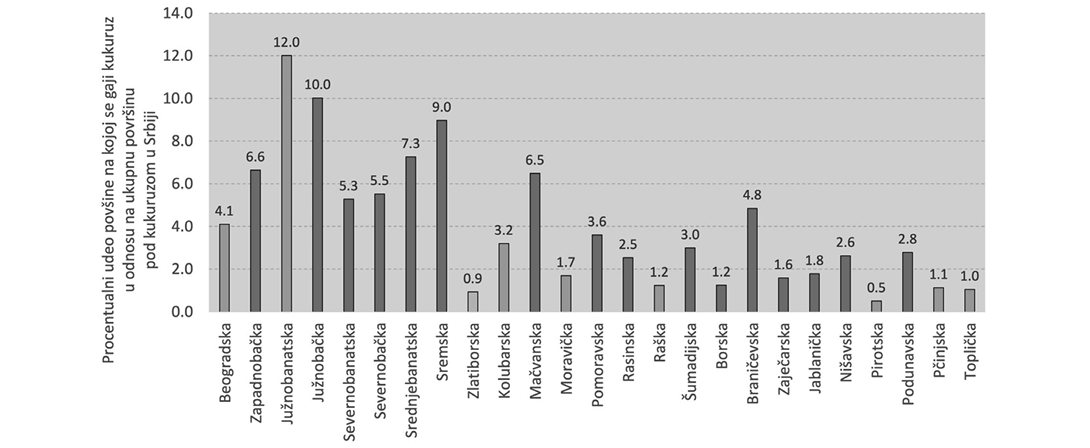 Procentualni udeo povšine na kojoj se gaji kukuruz
u odnosu na ukupnu površinu
pod kukuruzom u Srbiji
14.0
12.0
10.0
8.0
6.0
4.0
2.0
0.0
4.1
6.6
12.0
10.0
5.3
5.5
7.3
9.0
0.9
3.2
6.5
1.7
3.6
2.5
1.2
3.0
1.2
4.8
1.6
1.8
2.6
0.5
2.8
1.1
1.0
Beogradska
Zapadnobačka
Južnobanatska
Južnobačka
Severnobanatska
Severnobačka
Srednjebanatska
Sremska
Zlatiborska
Kolubarska
Mačvanska
Moravička
Pomoravska
Rasinska
Raška
Šumadijska
Borska
Braničevska
Zaječarska
Jablanička
Nišavska
Pirotska
Podunavska
Pčinjska
Toplička